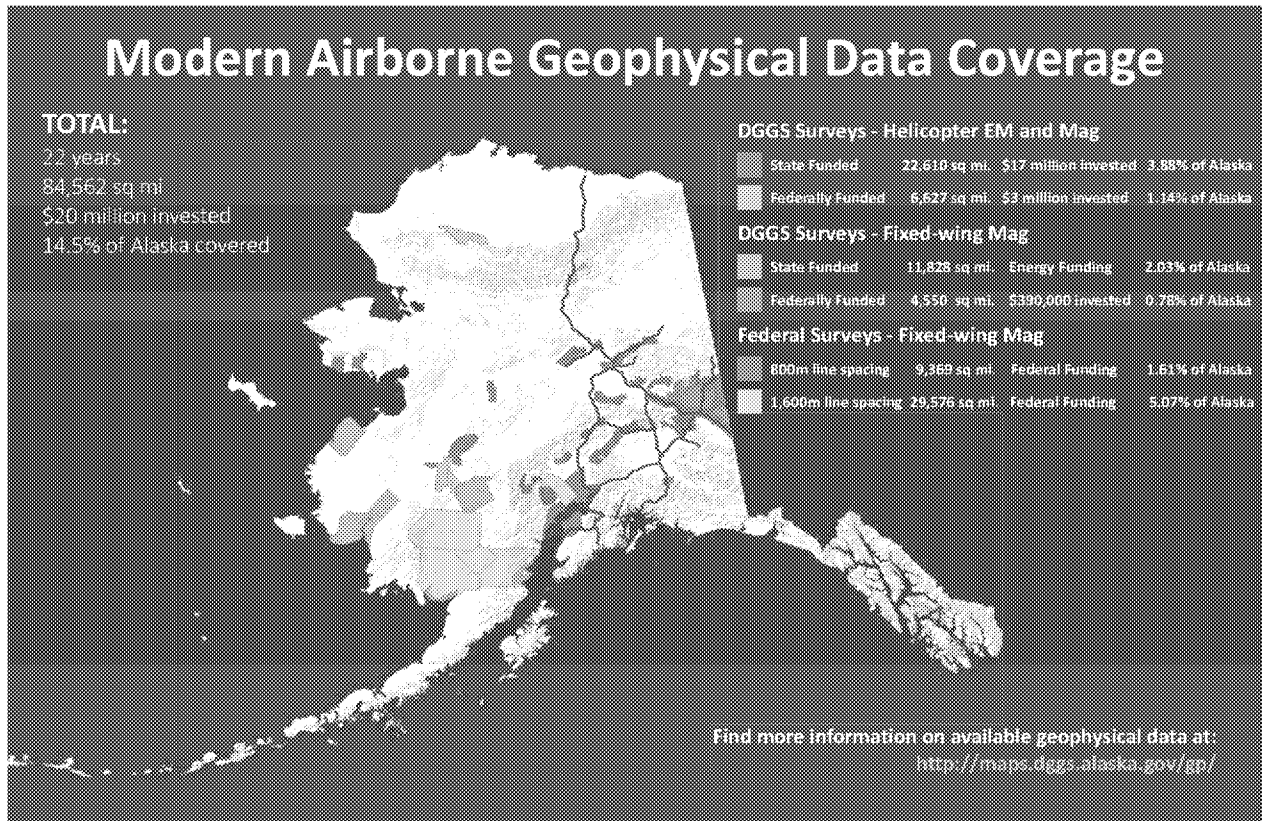 Modern Airborne Geophysical Data Coverage
TOTAL:
22 years
84,562 sq mi
$20 million invested
14.5% of Alaska covered
DGGS Surveys - Helicopter EM and Mag
State Funded 22,610 sq mi. $17 million invested 3.88% of Alaska
Federally Funded 6,627 sq mi. $3 million invested 1.14% of Alaska
DGGS Surveys - Fixed-wing Mag
State Funded 11,828 sq mi. Energy Funding 2.03% of Alaska
Federally Funded 4,550 sq mi. $390,000 invested 0.78% of Alaska
Federal Surveys - Fixed-wing Mag
800m line spacing 9,369 sq mi Federal Funding 1.61% of Alaska
1,600m line spacing 29,576 sq mi Federal Funding 5.07% of Alaska
Find more information on available geophysical data at:
http://maps.dggs.alaska.gov/gp/